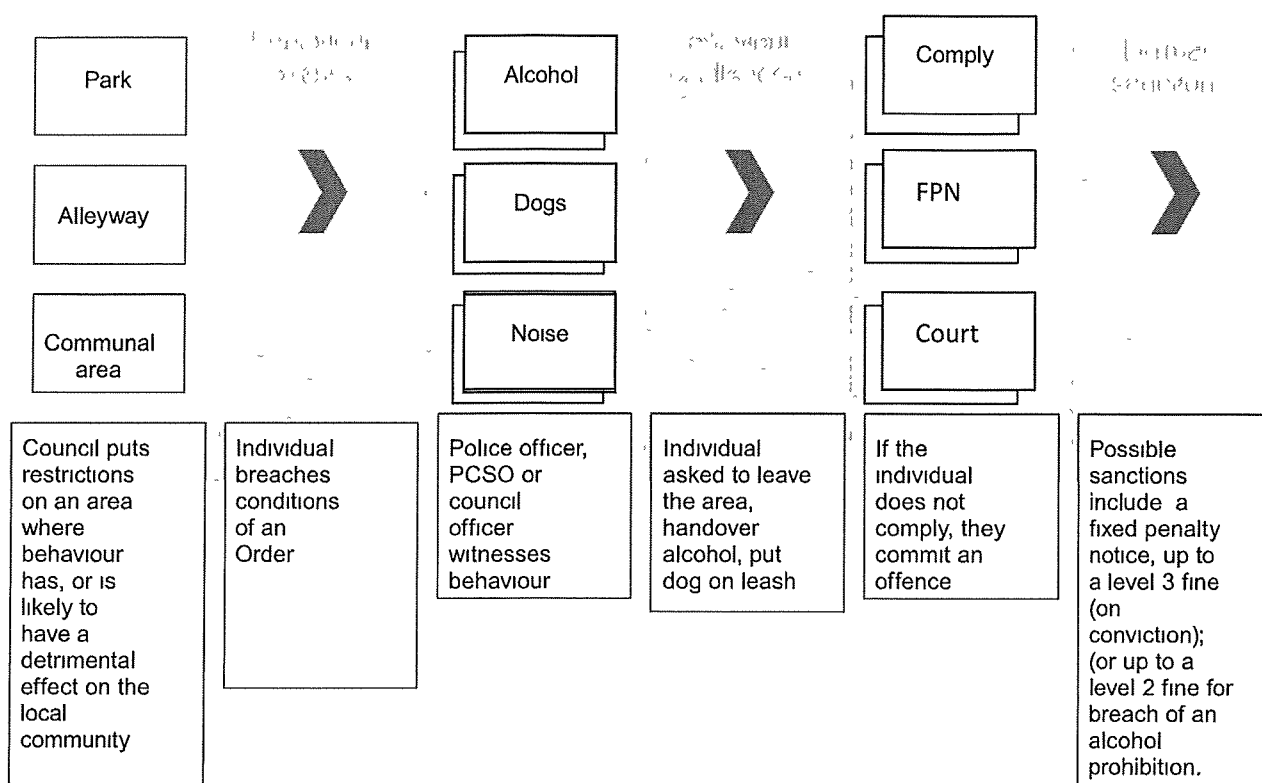 Park
Alcohol
Comply
Alleyway
Dogs
FPN
Communal
area
Noise
Court
Council puts
restrictions
on an area
where
behaviour
has, or is
likely to
have a
detrimental
effect on the
local
community
Individual
breaches
conditions
of an
Order
Police officer,
PCSO or
council
officer
witnesses
behaviour
Individual
asked to leave
the area,
handover
alcohol, put
dog on leash
If the
individual
does not
comply, they
commit an
offence
Possible
sanctions
include a
fixed penalty
notice, up to
a level 3 fine
(on
conviction);
(or up to a
level 2 fine for
breach of an
alcohol
prohibition.